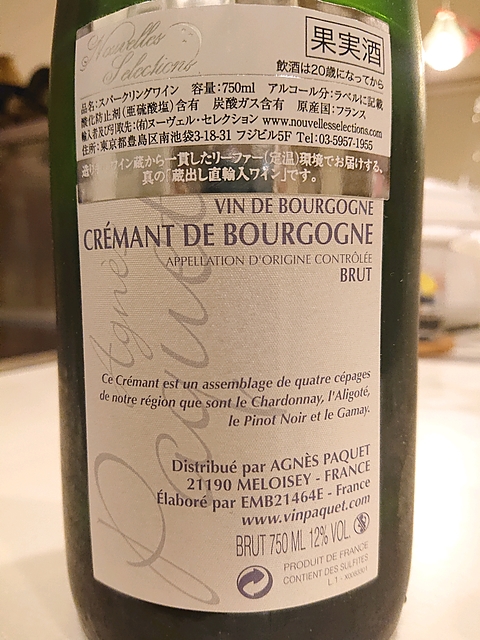 Nouvelles
Selections
果実酒
飲酒は20歳になってから
品名:スパークリングワイン 容量:750ml アルコール分:ラベルに記載
酸化防止剤(亜硫酸塩)含有 炭酸ガス含有 原産国:フランス
輸入者及び引取先:(有)ヌーヴェル・セレクション www.nouvellesselections.com
住所:東京都豊島区南池袋3-18-31 フジビル5F Tel:03-5957-1955
造り手のワイン蔵から一貫したリーファー(定温)環境でお届けする、
真の「蔵出し直輸入ワイン」です。
VIN DE BOURGOGNE
CRÉMANT DE BOURGOGNE
APPELLATION D'ORIGINE CONTRÔLÉE
BRUT
Agnès
Paquet
Ce Crémant est un assemblage de quatre cépages
de notre région que sont le Chardonnay, l'Aligoté,
le Pinot Noir et le Gamay.
Distribué par AGNÈS PAQUET
21190 MELOISEY - FRANCE
Élaboré par EMB21464E - France
www.vinpaquet.com
BRUT 750 ML 12% VOL.
PRODUIT DE FRANCE
CONTIENT DES SULFITES